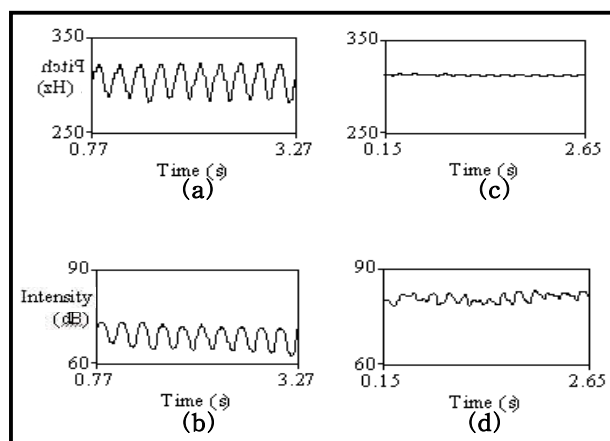 350
Pitch
(Hz)
250
0.77 3.27
Time (s)
(a)
350
250
0.15 2.65
Time (s)
(c)
90
Intensity
(dB)
60
0.77 3.27
Time (s)
(b)
90
60
0.15 2.65
Time (s)
(d)